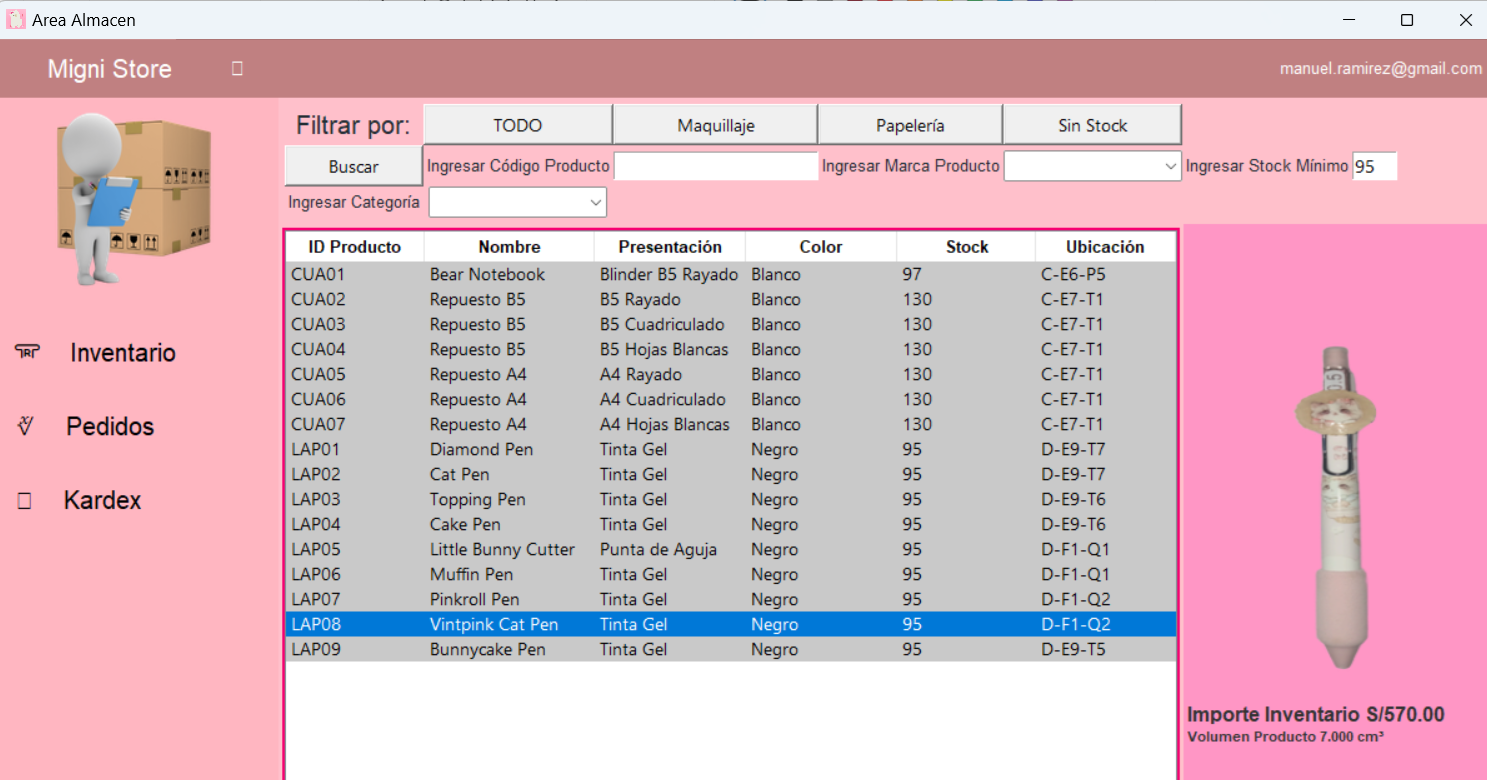 Area Almacen
Migni Store
manuel.ramirez@gmail.com
Filtrar por: TODO Maquillaje Papelería Sin Stock
Buscar Ingresar Código Producto Ingresar Marca Producto Ingresar Stock Mínimo 95
Ingresar Categoría
Inventario
Pedidos
Kardex
ID Producto Nombre Presentación Color Stock Ubicación
CUA01 Bear Notebook Blinder B5 Rayado Blanco 97 C-E6-P5
CUA02 Repuesto B5 B5 Rayado Blanco 130 C-E7-T1
CUA03 Repuesto B5 B5 Cuadriculado Blanco 130 C-E7-T1
CUA04 Repuesto B5 B5 Hojas Blancas Blanco 130 C-E7-T1
CUA05 Repuesto A4 A4 Rayado Blanco 130 C-E7-T1
CUA06 Repuesto A4 A4 Cuadriculado Blanco 130 C-E7-T1
CUA07 Repuesto A4 A4 Hojas Blancas Blanco 130 C-E7-T1
LAP01 Diamond Pen Tinta Gel Negro 95 D-E9-T7
LAP02 Cat Pen Tinta Gel Negro 95 D-E9-T7
LAP03 Topping Pen Tinta Gel Negro 95 D-E9-T6
LAP04 Cake Pen Tinta Gel Negro 95 D-E9-T6
LAP05 Little Bunny Cutter Punta de Aguja Negro 95 D-F1-Q1
LAP06 Muffin Pen Tinta Gel Negro 95 D-F1-Q1
LAP07 Pinkroll Pen Tinta Gel Negro 95 D-F1-Q2
LAP08 Vintpink Cat Pen Tinta Gel Negro 95 D-F1-Q2
LAP09 Bunnycake Pen Tinta Gel Negro 95 D-E9-T5
0.5
Importe Inventario S/570.00
Volumen Producto 7.000 cm³